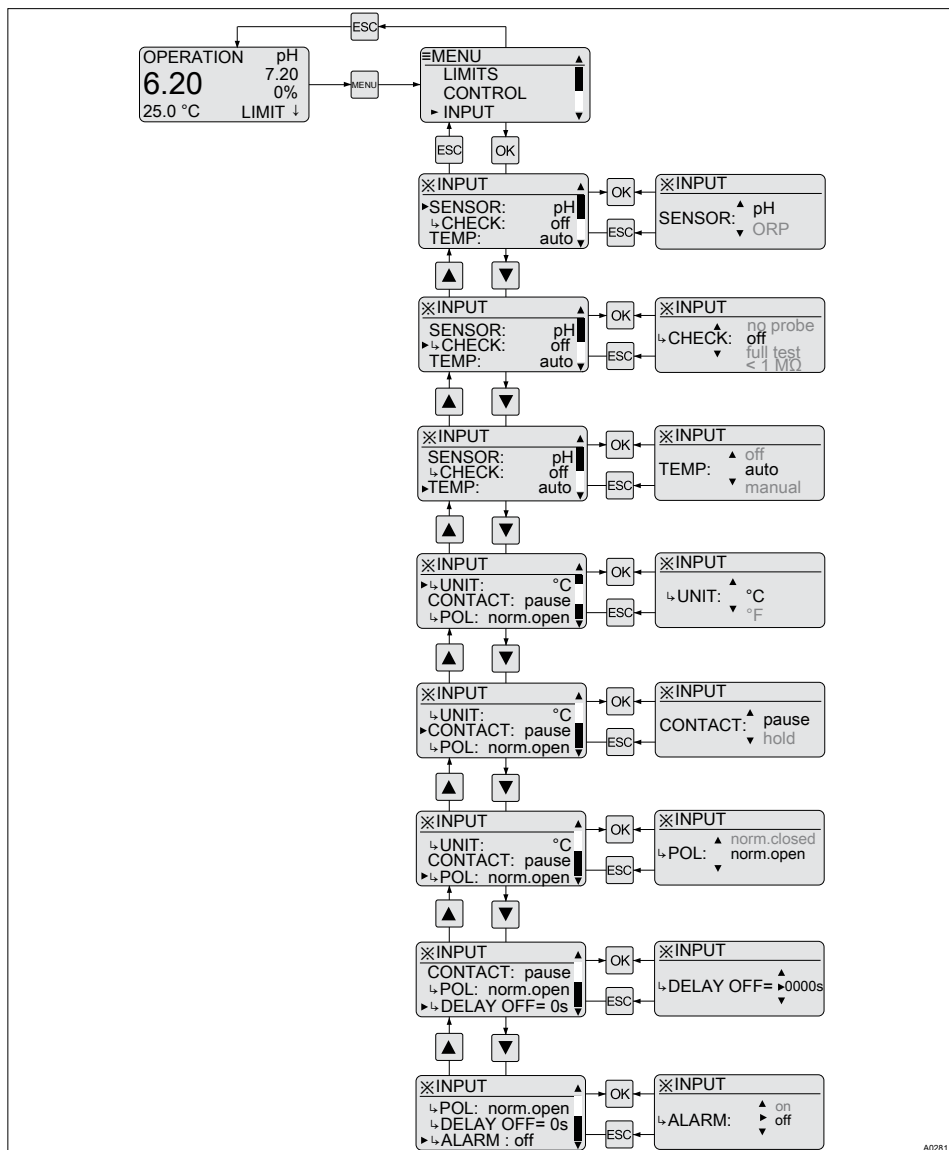 ESC
OPERATION pH
6.20 7.20
0%
25.0 °C LIMIT ↓
MENU
≡MENU
LIMITS
CONTROL
INPUT
ESC
OK
※INPUT
SENSOR: pH
↳CHECK: off
TEMP: auto
OK
ESC
※INPUT
SENSOR: pH
ORP
※INPUT
SENSOR: pH
↳CHECK: off
TEMP: auto
OK
ESC
※INPUT
no probe
↳CHECK: off
full test
< 1 MΩ
※INPUT
SENSOR: pH
↳CHECK: off
TEMP: auto
OK
ESC
※INPUT
off
TEMP: auto
manual
※INPUT
↳UNIT: °C
CONTACT: pause
↳POL: norm.open
OK
ESC
※INPUT
↳UNIT: °C
°F
※INPUT
↳UNIT: °C
CONTACT: pause
↳POL: norm.open
OK
ESC
※INPUT
CONTACT: pause
hold
※INPUT
↳UNIT: °C
CONTACT: pause
↳POL: norm.open
OK
ESC
※INPUT
norm.closed
↳POL: norm.open
※INPUT
CONTACT: pause
↳POL: norm.open
↳DELAY OFF= 0s
OK
ESC
※INPUT
↳DELAY OFF= 0000s
※INPUT
↳POL: norm.open
↳DELAY OFF= 0s
↳ALARM : off
OK
ESC
※INPUT
on
↳ALARM: off
A0281